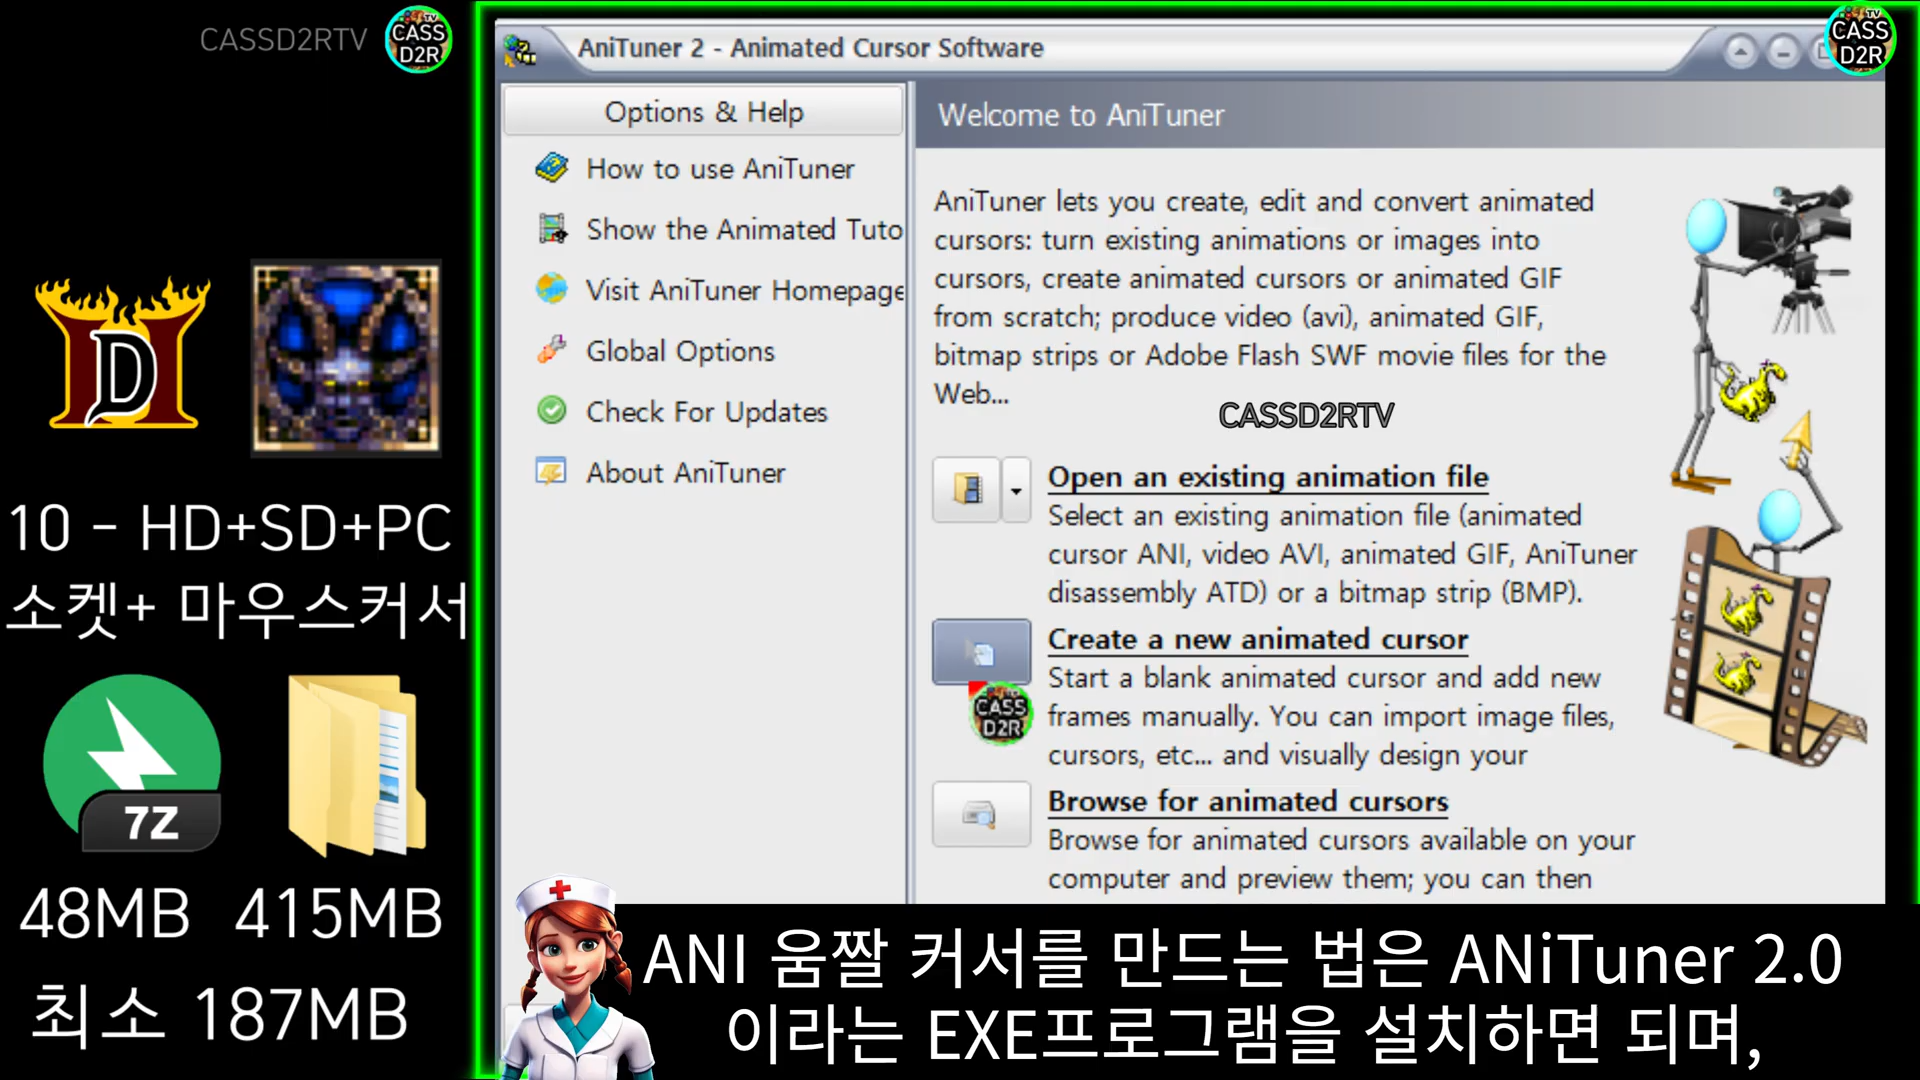 CASSD2RTV
TV
CASS
D2R
D
10 - HD+SD+PC
소켓+ 마우스커서
7Z
48MB 415MB
최소 187MB
AniTuner 2 - Animated Cursor Software
TV
CASS
D2R
Options & Help
How to use AniTuner
Show the Animated Tuto
Visit AniTuner Homepage
Global Options
Check For Updates
About AniTuner
Welcome to AniTuner
AniTuner lets you create, edit and convert animated
cursors: turn existing animations or images into
cursors, create animated cursors or animated GIF
from scratch; produce video (avi), animated GIF,
bitmap strips or Adobe Flash SWF movie files for the
Web...
CASSD2RTV
Open an existing animation file
Select an existing animation file (animated
cursor ANI, video AVI, animated GIF, AniTuner
disassembly ATD) or a bitmap strip (BMP).
Create a new animated cursor
Start a blank animated cursor and add new
frames manually. You can import image files,
cursors, etc... and visually design your
CASS
D2R
Browse for animated cursors
Browse for animated cursors available on your
computer and preview them; you can then
ANI 움짤 커서를 만드는 법은 ANiTuner 2.0
이라는 EXE프로그램을 설치하면 되며,